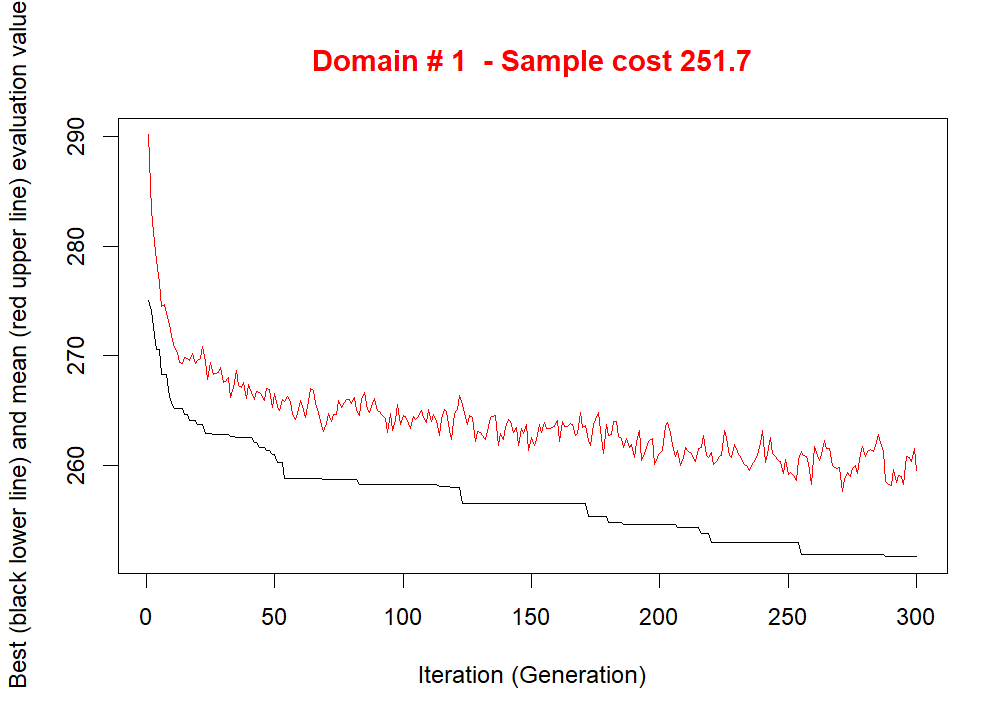 Domain # 1  - Sample cost 251.7
Best (black lower line) and mean (red upper line) evaluation value
290
280
270
260
0 50 100 150 200 250 300
Iteration (Generation)